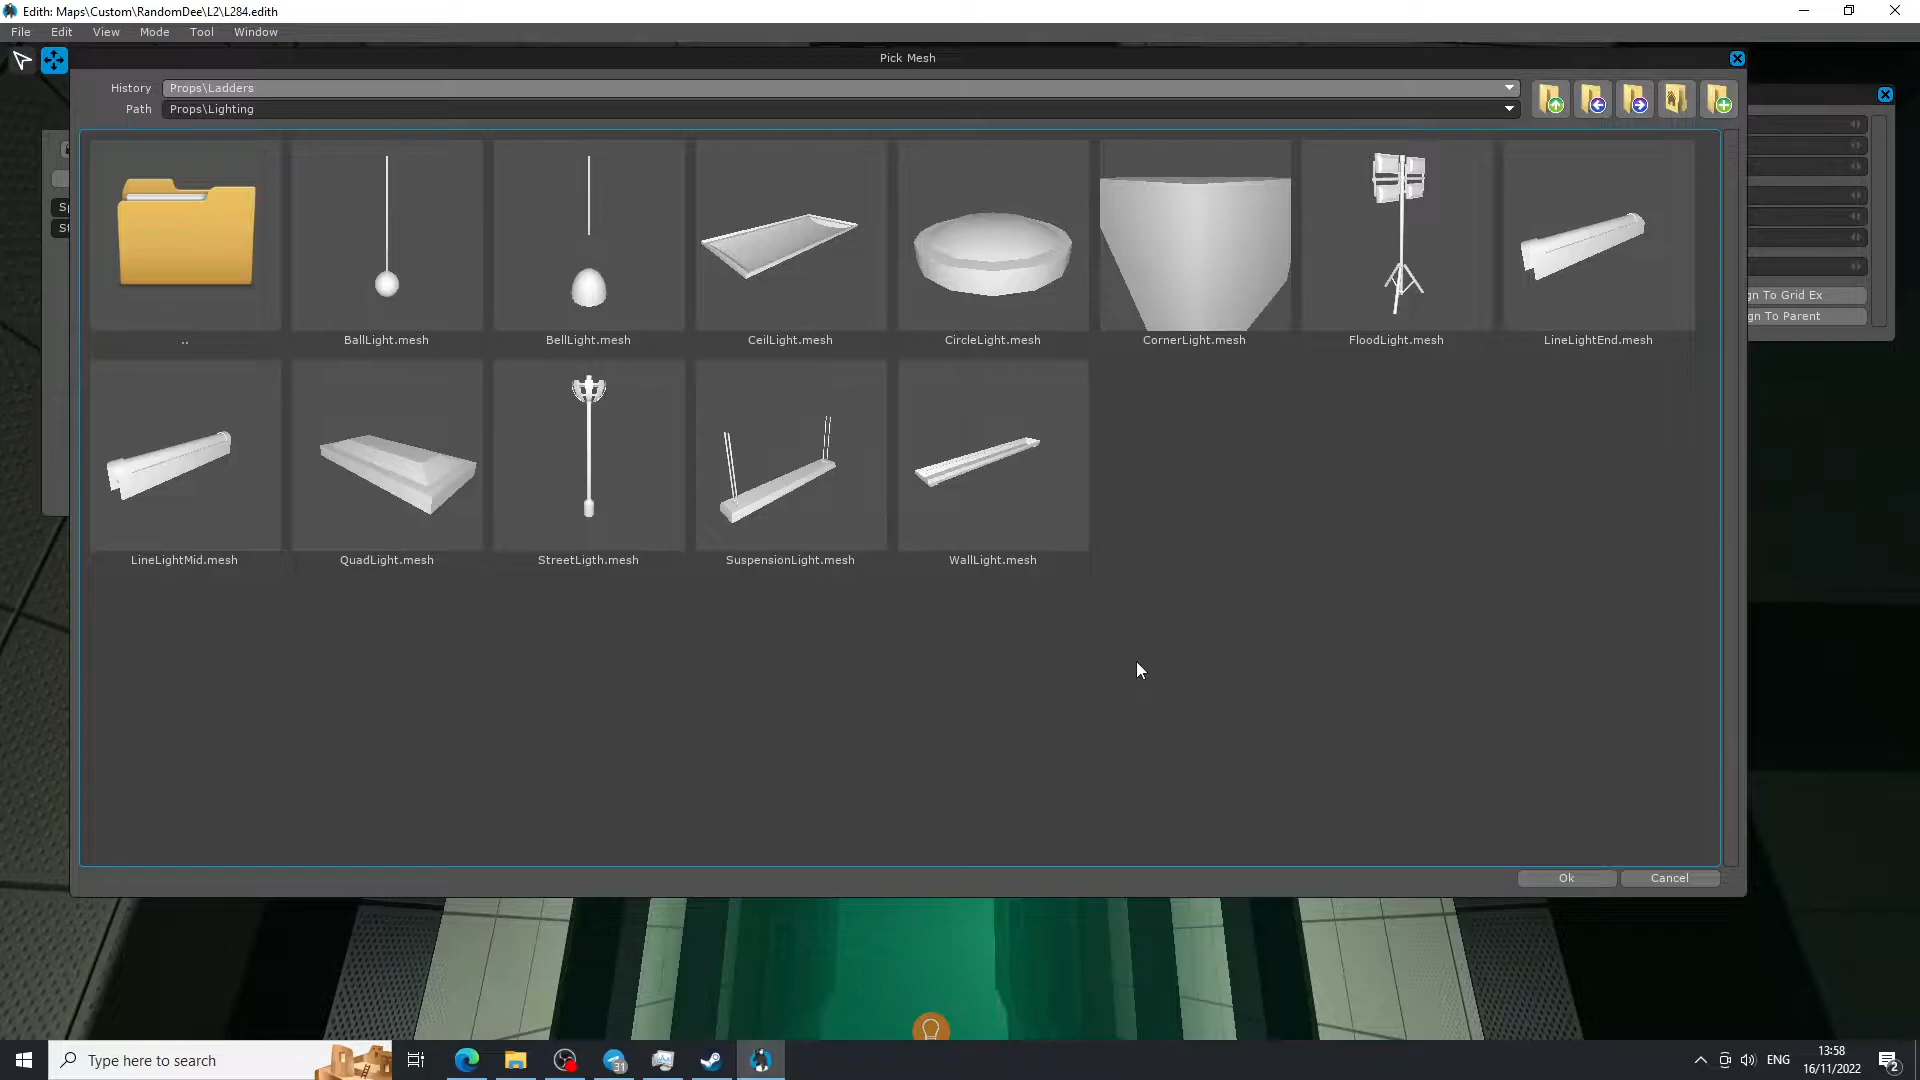 Edith: Maps\Custom\RandomDee\L2\L284.edith
File Edit View Mode Tool Window
Pick Mesh
History Props\Ladders
Path Props\Lighting
.. BallLight.mesh BellLight.mesh CeilLight.mesh CircleLight.mesh CornerLight.mesh FloodLight.mesh LineLightEnd.mesh
gn To Grid Ex
gn To Parent
LineLightMid.mesh QuadLight.mesh StreetLigth.mesh SuspensionLight.mesh WallLight.mesh
Ok Cancel
Type here to search
31
ENG
13:58
16/11/2022
2